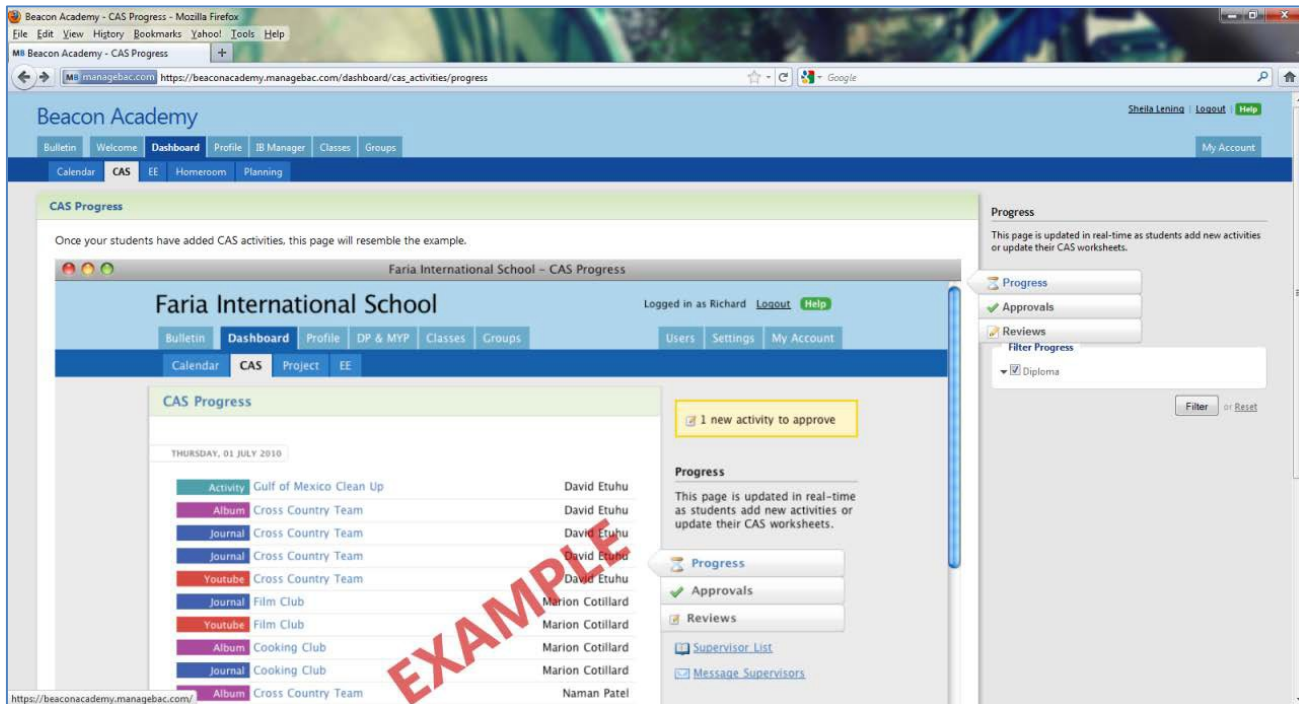 Beacon Academy - CAS Progress - Mozilla Firefox
File Edit View History Bookmarks Yahoo! Tools Help
MB Beacon Academy - CAS Progress +
MB managebac.com https://beaconacademy.managebac.com/dashboard/cas_activities/progress Google
Beacon Academy
Sheila Lening Logout Help
Bulletin Welcome Dashboard Profile IB Manager Classes Groups My Account
Calendar CAS EE Homeroom Planning
CAS Progress
Once your students have added CAS activities, this page will resemble the example.
Faria International School – CAS Progress
Faria International School
Logged in as Richard Logout Help
Bulletin Dashboard Profile DP & MYP Classes Groups Users Settings My Account
Calendar CAS Project EE
CAS Progress
THURSDAY, 01 JULY 2010
Activity Gulf of Mexico Clean Up David Etuhu
Album Cross Country Team David Etuhu
Journal Cross Country Team David Etuhu
Journal Cross Country Team David Etuhu
Youtube Cross Country Team David Etuhu
Journal Film Club Marion Cotillard
Youtube Film Club Marion Cotillard
Album Cooking Club Marion Cotillard
Journal Cooking Club Marion Cotillard
Album Cross Country Team Naman Patel
EXAMPLE
1 new activity to approve
Progress
This page is updated in real-time
as students add new activities or
update their CAS worksheets.
Progress
Approvals
Reviews
Supervisor List
Message Supervisors
Progress
This page is updated in real-time as students add new activities
or update their CAS worksheets.
Progress
Approvals
Reviews
Filter Progress
Diploma
Filter or Reset
https://beaconacademy.managebac.com/